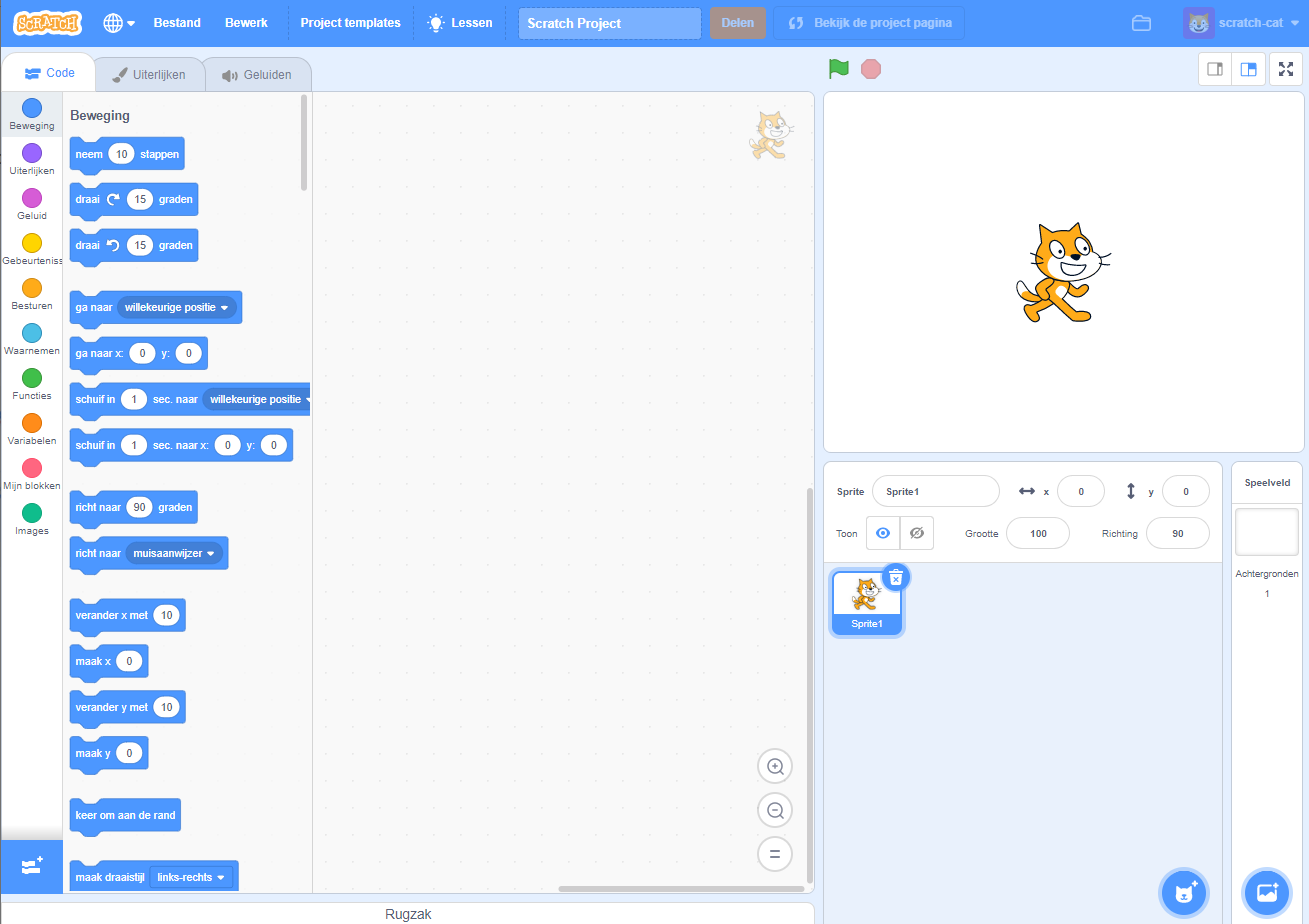 SCRATCH
Bestand
Bewerk
Project templates
Lessen
Scratch Project
Delen
Bekijk de project pagina
scratch-cat
Code
Uiterlijken
Geluiden
Beweging
Uiterlijken
Geluid
Gebeurteniss
Besturen
Waarnemen
Functies
Variabelen
Mijn blokken
Images
Beweging
neem 10 stappen
draai 15 graden
draai 15 graden
ga naar willekeurige positie
ga naar x: 0 y: 0
schuif in 1 sec. naar willekeurige positie
schuif in 1 sec. naar x: 0 y: 0
richt naar 90 graden
richt naar muisaanwijzer
verander x met 10
maak x 0
verander y met 10
maak y 0
keer om aan de rand
maak draaistijl links-rechts
Sprite Sprite1 x 0 y 0
Toon Grootte 100 Richting 90
Sprite1
Speelveld
Achtergronden
1
Rugzak